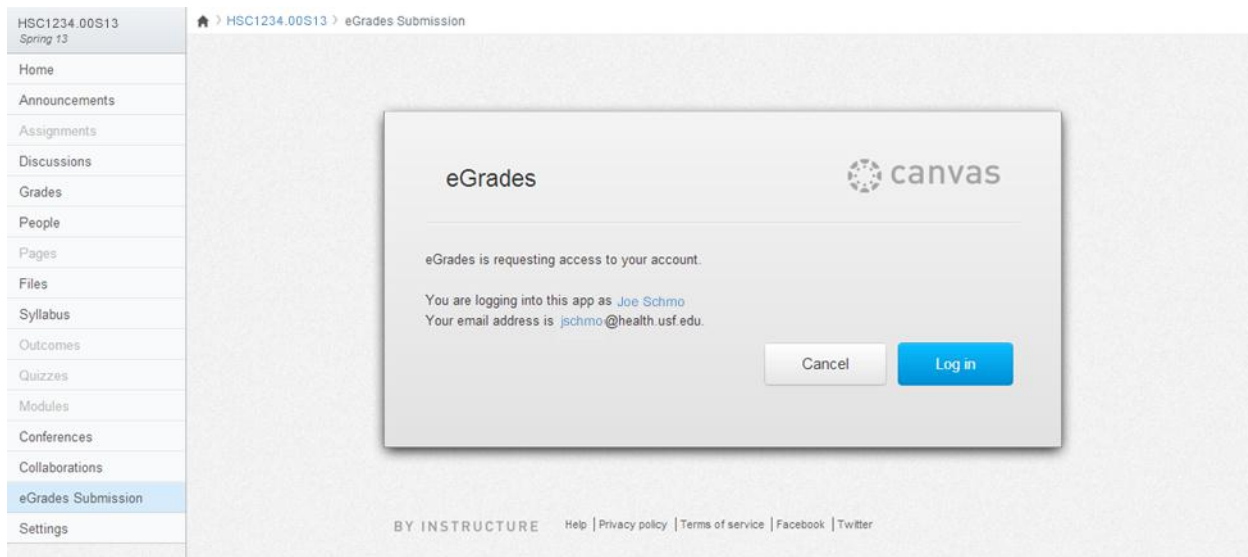 HSC1234.00S13
Spring 13
Home
Announcements
Assignments
Discussions
Grades
People
Pages
Files
Syllabus
Outcomes
Quizzes
Modules
Conferences
Collaborations
eGrades Submission
Settings
HSC1234.00S13 > eGrades Submission
eGrades canvas
eGrades is requesting access to your account.
You are logging into this app as Joe Schmo
Your email address is jschmo@health.usf.edu.
Cancel Log in
BY INSTRUCTURE Help | Privacy policy | Terms of service | Facebook | Twitter